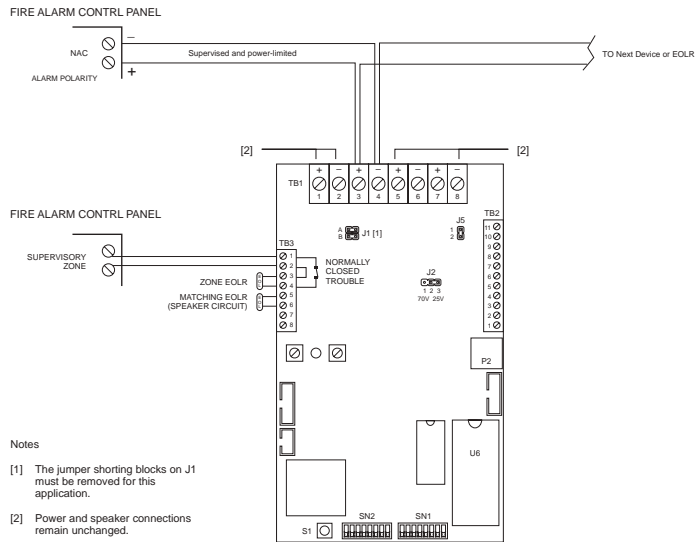 FIRE ALARM CONTRL PANEL
NAC
–
+
ALARM POLARITY
Supervised and power-limited
TO Next Device or EOLR
[2]
[2]
TB1
+ – + – + – + –
1 2 3 4 5 6 7 8
FIRE ALARM CONTRL PANEL
SUPERVISORY
ZONE
ZONE EOLR
MATCHING EOLR
(SPEAKER CIRCUIT)
TB3
1
2
3
4
5
6
7
8
NORMALLY
CLOSED
TROUBLE
A
B
J1 [1]
J5
1
2
J2
1 2 3
70V 25V
TB2
11
10
9
8
7
6
5
4
3
2
1
P2
U6
S1
SN2
SN1
Notes
[1] The jumper shorting blocks on J1
must be removed for this
application.
[2] Power and speaker connections
remain unchanged.